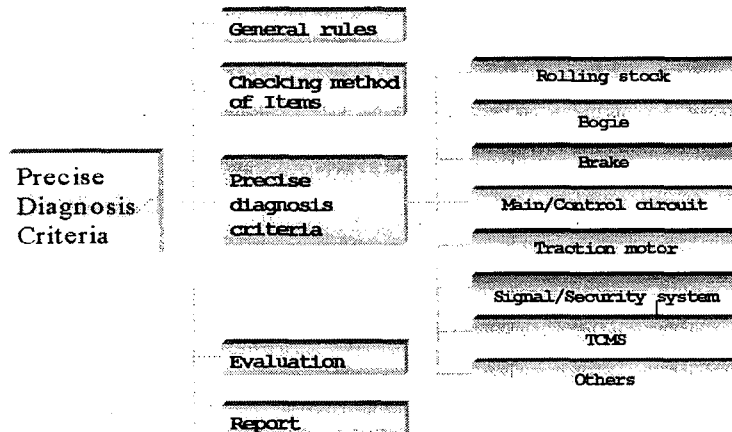 Precise
Diagnosis
Criteria
General rules
Checking method
of Items
Precise
diagnosis
criteria
Evaluation
Report
Rolling stock
Bogie
Brake
Main/Control circuit
Traction motor
Signal/Security system
TCMS
Others